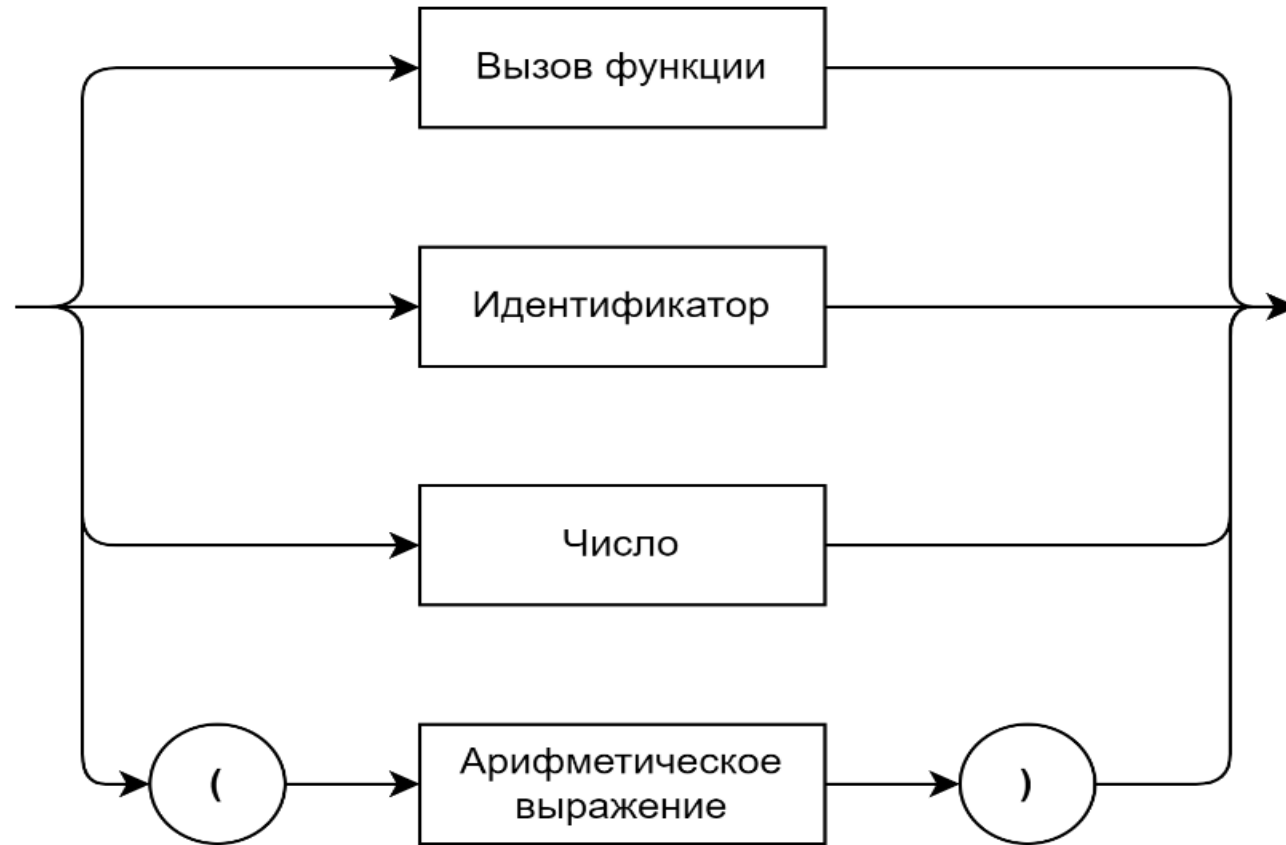 Вызов функции
Идентификатор
Число
( Арифметическое )
выражение